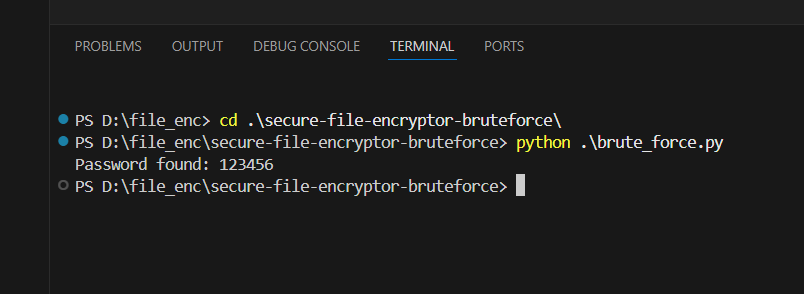 PROBLEMS OUTPUT DEBUG CONSOLE TERMINAL PORTS
PS D:\file_enc> cd .\secure-file-encryptor-bruteforce\
PS D:\file_enc\secure-file-encryptor-bruteforce> python .\brute_force.py
Password found: 123456
PS D:\file_enc\secure-file-encryptor-bruteforce>